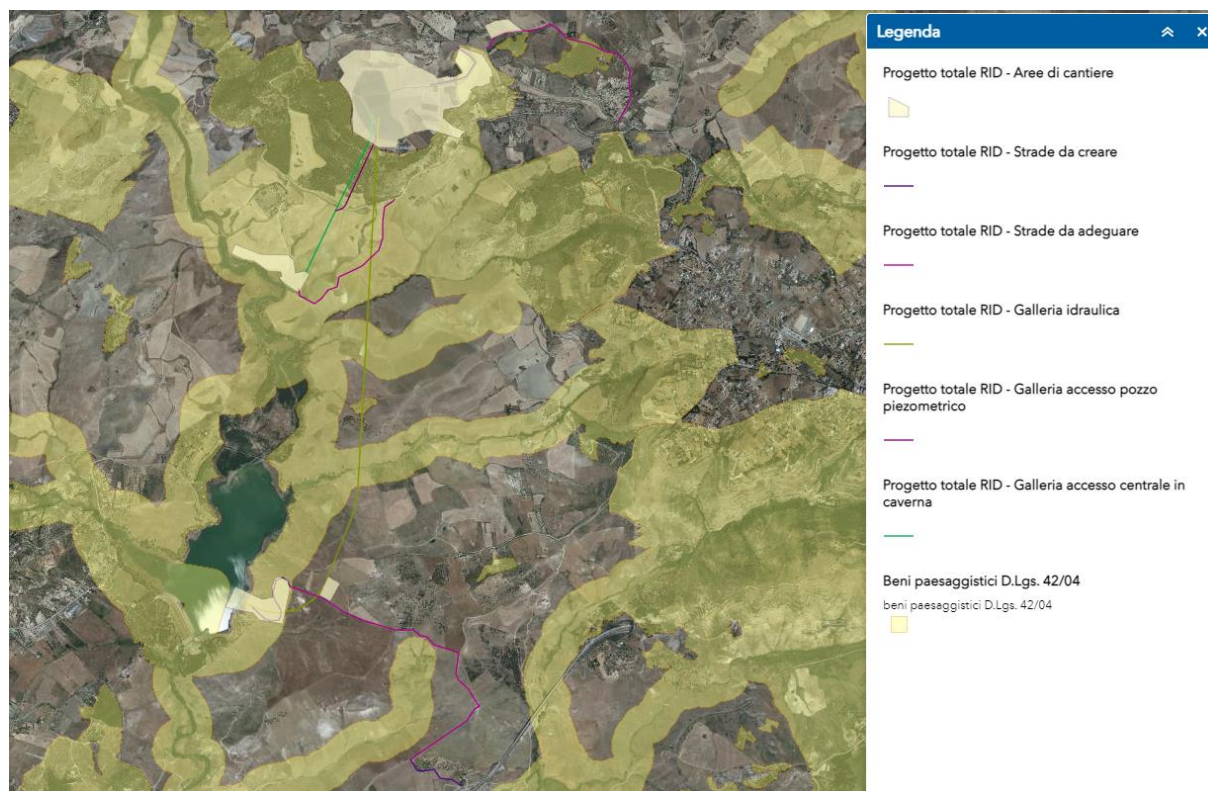 Legenda
Progetto totale RID - Aree di cantiere
Progetto totale RID - Strade da creare
Progetto totale RID - Strade da adeguare
Progetto totale RID - Galleria idraulica
Progetto totale RID - Galleria accesso pozzo
piezometrico
Progetto totale RID - Galleria accesso centrale in
caverna
Beni paesaggistici D.Lgs. 42/04
beni paesaggistici D.Lgs. 42/04